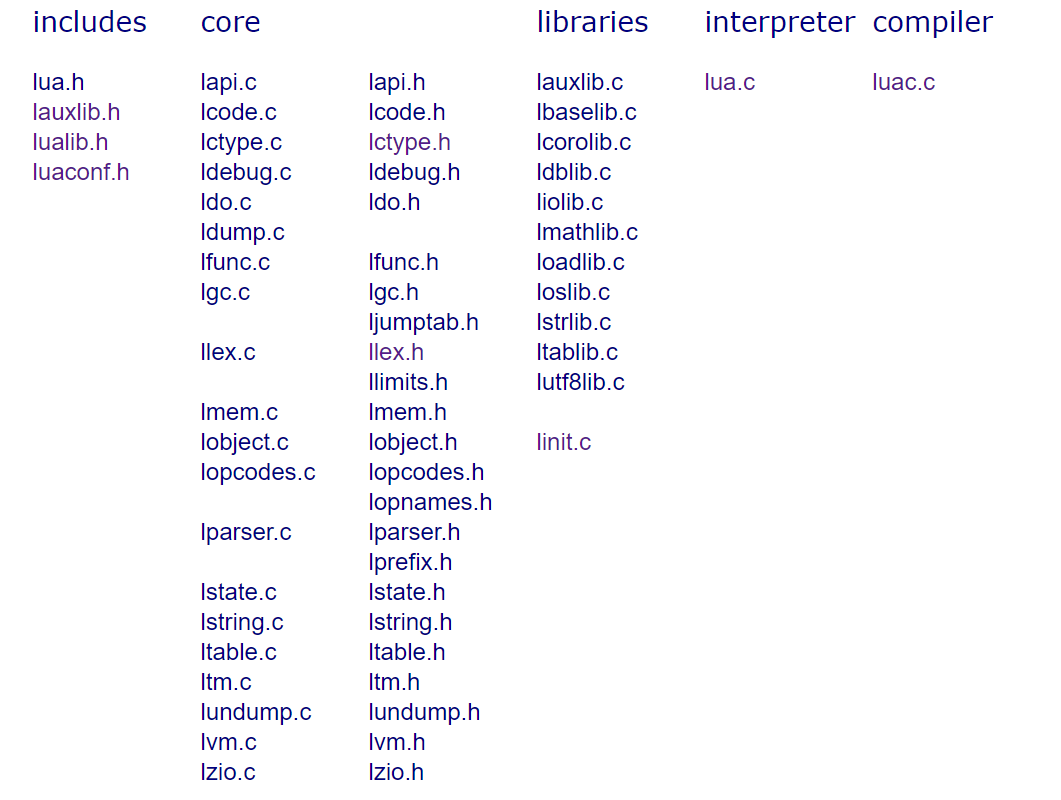 includes core libraries interpreter compiler
lua.h lapi.c lapi.h lauxlib.c lua.c luac.c
lauxlib.h lcode.c lcode.h lbaselib.c
lualib.h lctype.c lctype.h lcorolib.c
luaconf.h ldebug.c ldebug.h ldblib.c
ldo.c ldo.h liolib.c
ldump.c lmathlib.c
lfunc.c lfunc.h loadlib.c
lgc.c lgc.h loslib.c
ljumptab.h lstrlib.c
llex.c llex.h ltablib.c
llimits.h lutf8lib.c
lmem.c lmem.h
lobject.c lobject.h linit.c
lopcodes.c lopcodes.h
lopnames.h
lparser.c lparser.h
lprefix.h
lstate.c lstate.h
lstring.c lstring.h
ltable.c ltable.h
ltm.c ltm.h
lundump.c lundump.h
lvm.c lvm.h
lzio.c lzio.h